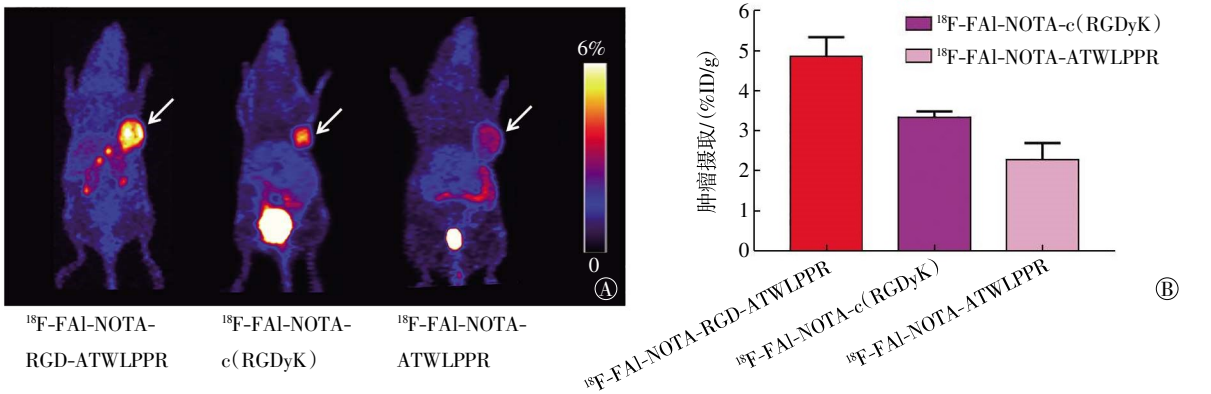 6%
0
Ⓐ
¹⁸F-FAl-NOTA-
RGD-ATWLPPR
¹⁸F-FAl-NOTA-
c(RGDyK)
¹⁸F-FAl-NOTA-
ATWLPPR
肿瘤摄取/(%ID/g)
6
5
4
3
2
1
0
¹⁸F-FAl-NOTA-c(RGDyK)
¹⁸F-FAl-NOTA-ATWLPPR
¹⁸F-FAl-NOTA-RGD-ATWLPPR
¹⁸F-FAl-NOTA-c(RGDyK)
¹⁸F-FAl-NOTA-ATWLPPR
Ⓑ